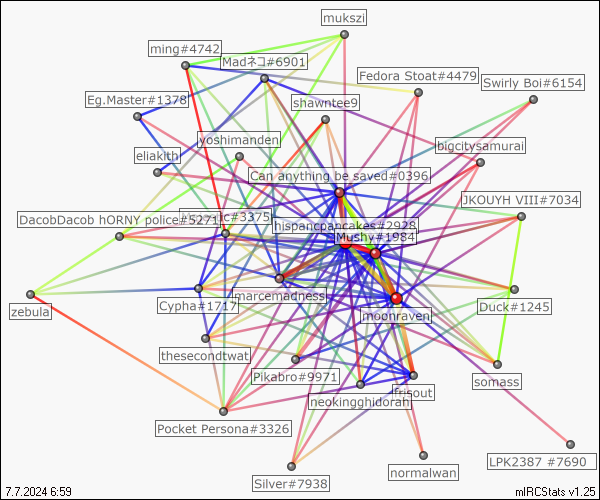 mukszi
ming#4742
Madネコ#6901
Fedora Stoat#4479
Swirly Boi#6154
Eg.Master#1378
shawntee9
yoshimanden
bigcitysamurai
eliakith
Can anything be saved#0396
JKOUYH VIII#7034
DacobDacob hORNY police#5271
#3375
hispancpancakes#2928
Mushy#1984
marcemadness
zebula
Cypha#1717
Duck#1245
moonraven
thesecondtwat
Pikabro#9971
somass
frisout
neokingghidorah
Pocket Persona#3326
LPK2387 #7690
normalwan
Silver#7938
7.7.2024 6:59
mIRCStats v1.25